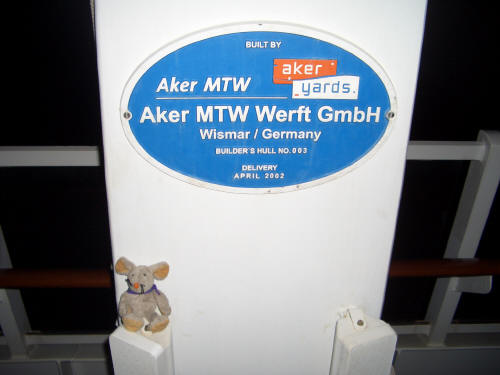 BUILT BY
Aker MTW
aker
yards.
Aker MTW Werft GmbH
Wismar / Germany
BUILDER'S HULL NO. 003
DELIVERY
APRIL 2002